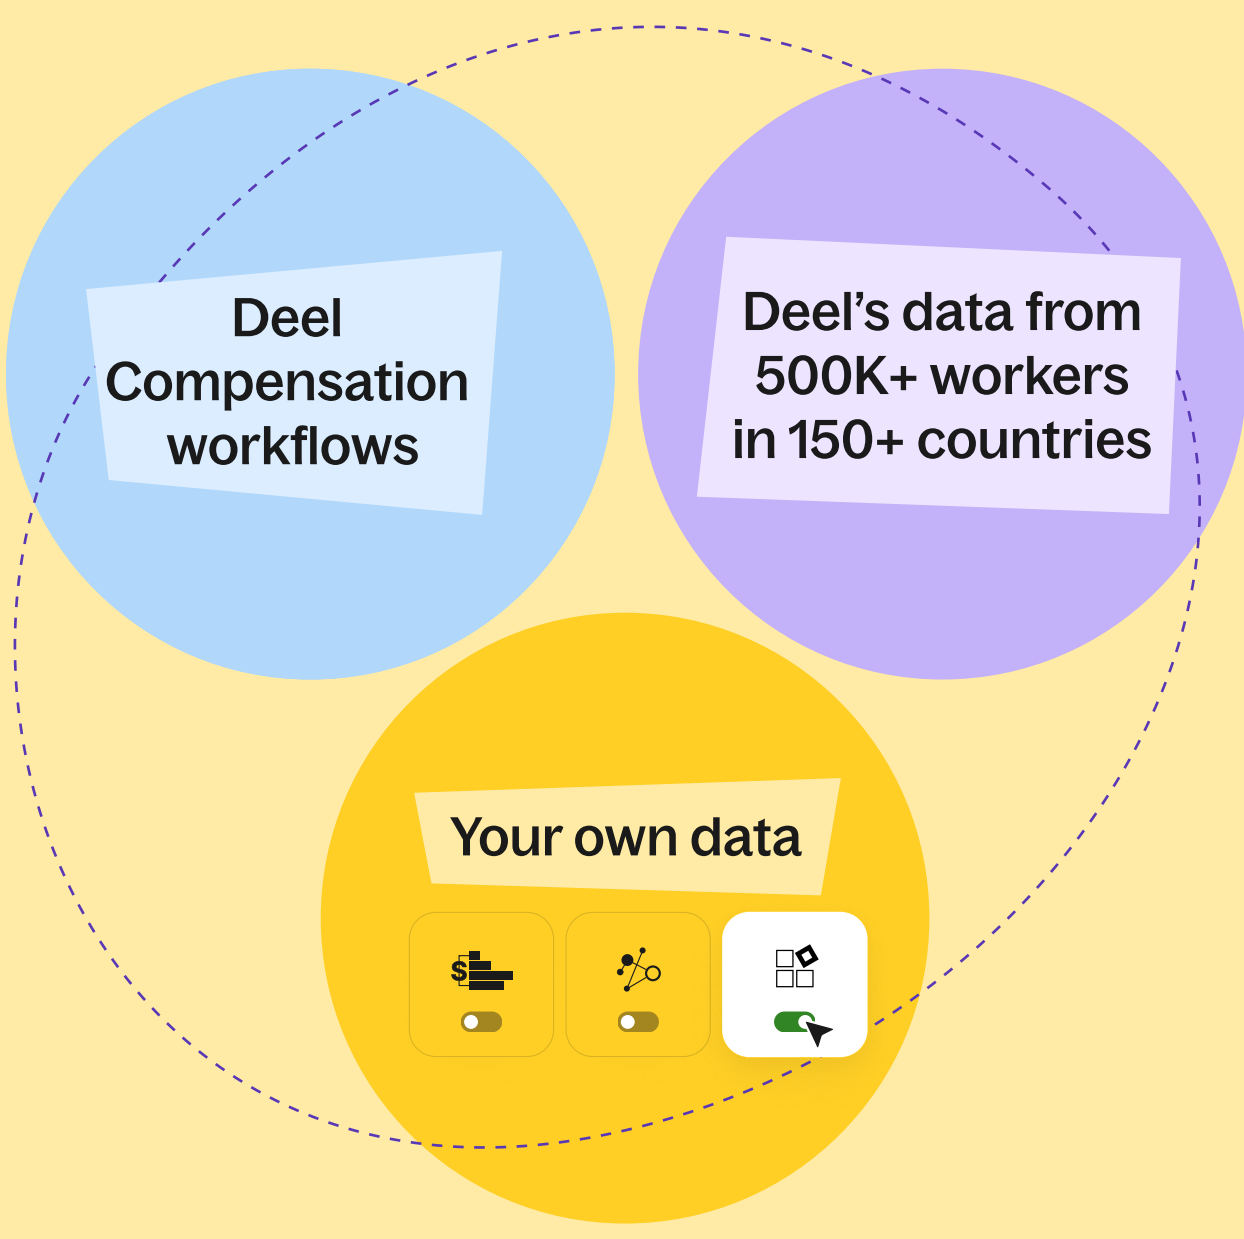 Deel
Compensation
workflows
Deel’s data from
500K+ workers
in 150+ countries
Your own data
$